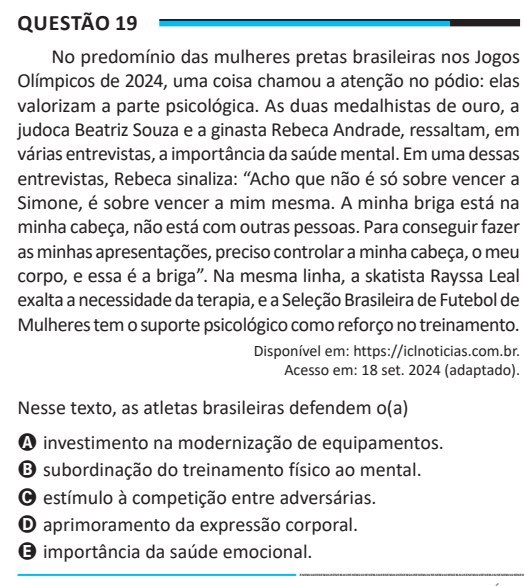 QUESTÃO 19
No predomínio das mulheres pretas brasileiras nos Jogos
Olímpicos de 2024, uma coisa chamou a atenção no pódio: elas
valorizam a parte psicológica. As duas medalhistas de ouro, a
judoca Beatriz Souza e a ginasta Rebeca Andrade, ressaltam, em
várias entrevistas, a importância da saúde mental. Em uma dessas
entrevistas, Rebeca sinaliza: “Acho que não é só sobre vencer a
Simone, é sobre vencer a mim mesma. A minha briga está na
minha cabeça, não está com outras pessoas. Para conseguir fazer
as minhas apresentações, preciso controlar a minha cabeça, o meu
corpo, e essa é a briga”. Na mesma linha, a skatista Rayssa Leal
exalta a necessidade da terapia, e a Seleção Brasileira de Futebol de
Mulheres tem o suporte psicológico como reforço no treinamento.
Disponível em: https://iclnoticias.com.br.
Acesso em: 18 set. 2024 (adaptado).
Nesse texto, as atletas brasileiras defendem o(a)
A investimento na modernização de equipamentos.
B subordinação do treinamento físico ao mental.
C estímulo à competição entre adversárias.
D aprimoramento da expressão corporal.
E importância da saúde emocional.